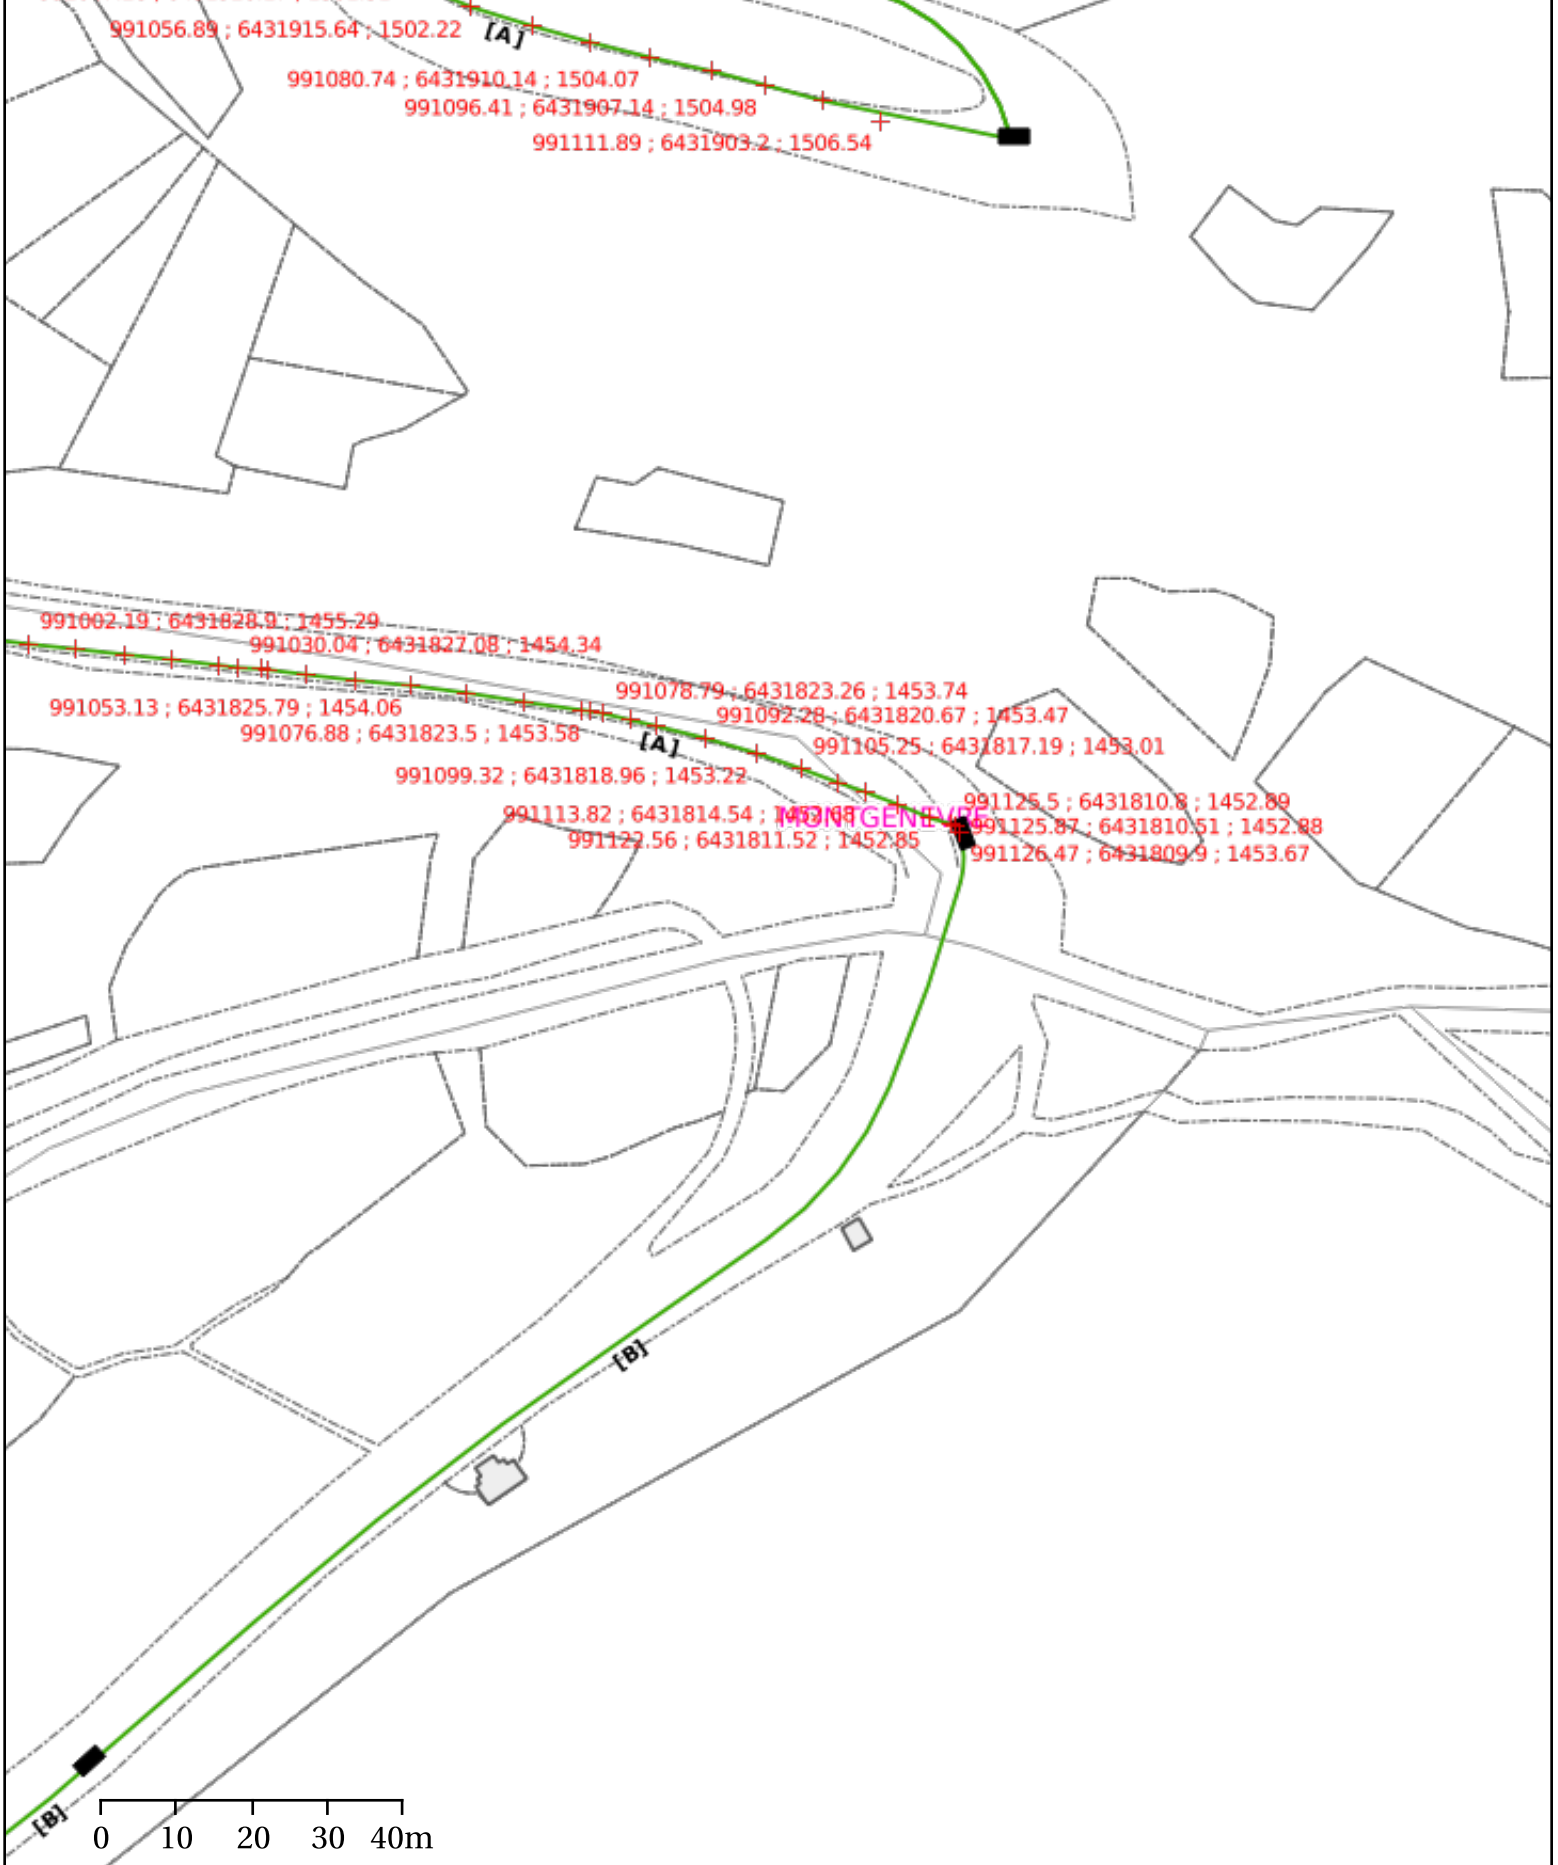 991056.89 ; 6431915.64 ; 1502.22
[A]
991080.74 ; 6431910.14 ; 1504.07
991096.41 ; 6431907.14 ; 1504.98
991111.89 ; 6431903.2 ; 1506.54
991002.19 ; 6431828.9 ; 1455.29
991030.04 ; 6431827.08 ; 1454.34
991078.79 ; 6431823.26 ; 1453.74
991053.13 ; 6431825.79 ; 1454.06
991092.28 ; 6431820.67 ; 1453.47
991076.88 ; 6431823.5 ; 1453.58
[A]
991105.25 ; 6431817.19 ; 1453.01
991099.32 ; 6431818.96 ; 1453.22
991125.5 ; 6431810.8 ; 1452.89
991113.82 ; 6431814.54 ;
MONTGENEVRE
991125.87 ; 6431810.51 ; 1452.88
991122.56 ; 6431811.52 ; 1452.85
991126.47 ; 6431809.9 ; 1453.67
[B]
[B]
0 10 20 30 40m